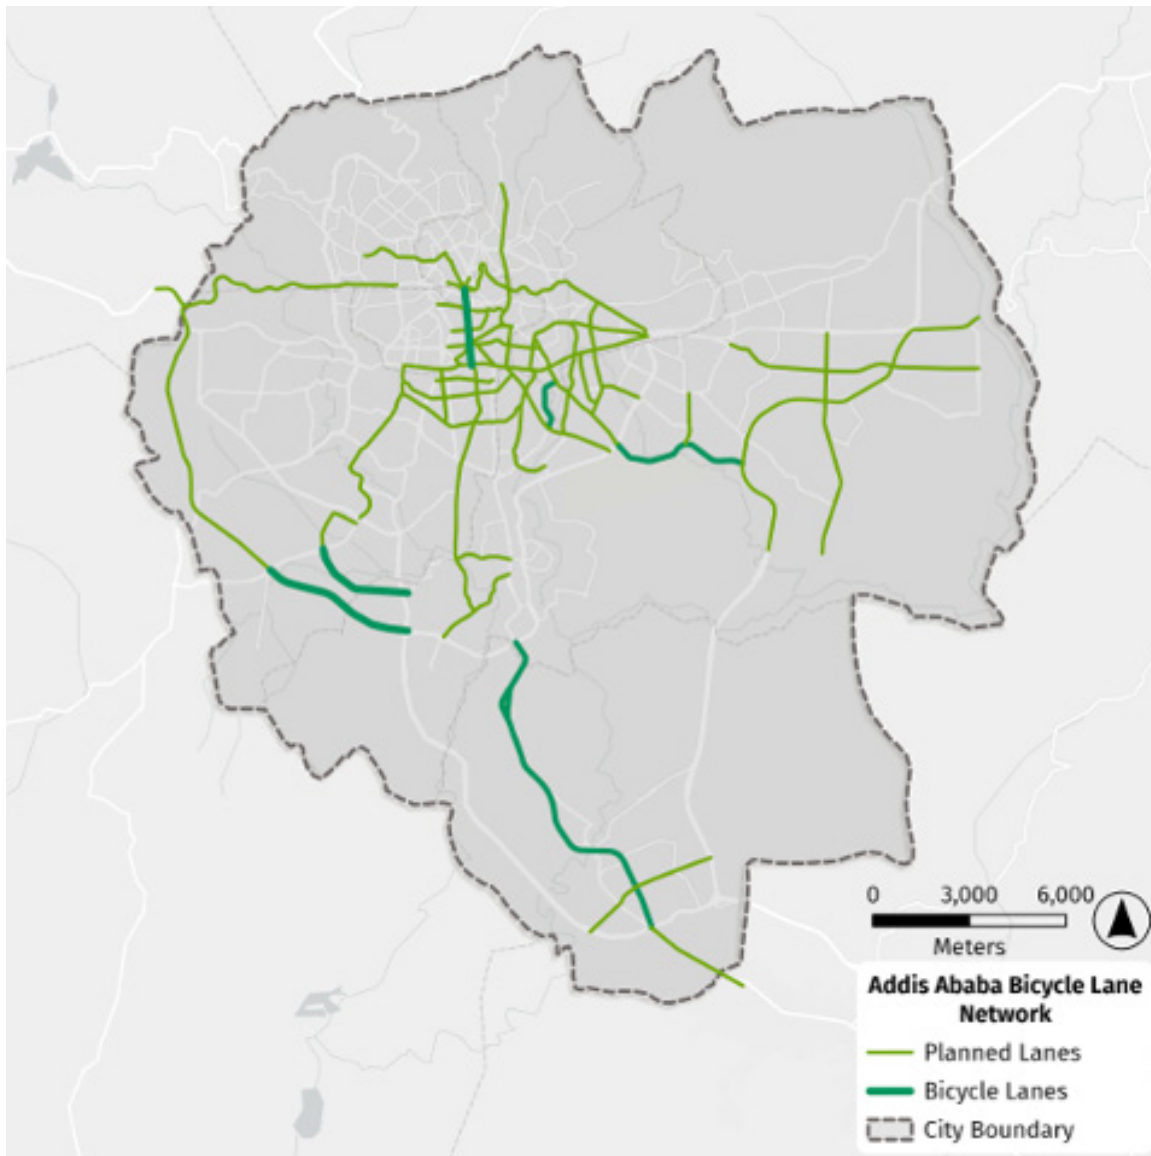 0 3,000 6,000
Meters
Addis Ababa Bicycle Lane
Network
Planned Lanes
Bicycle Lanes
City Boundary